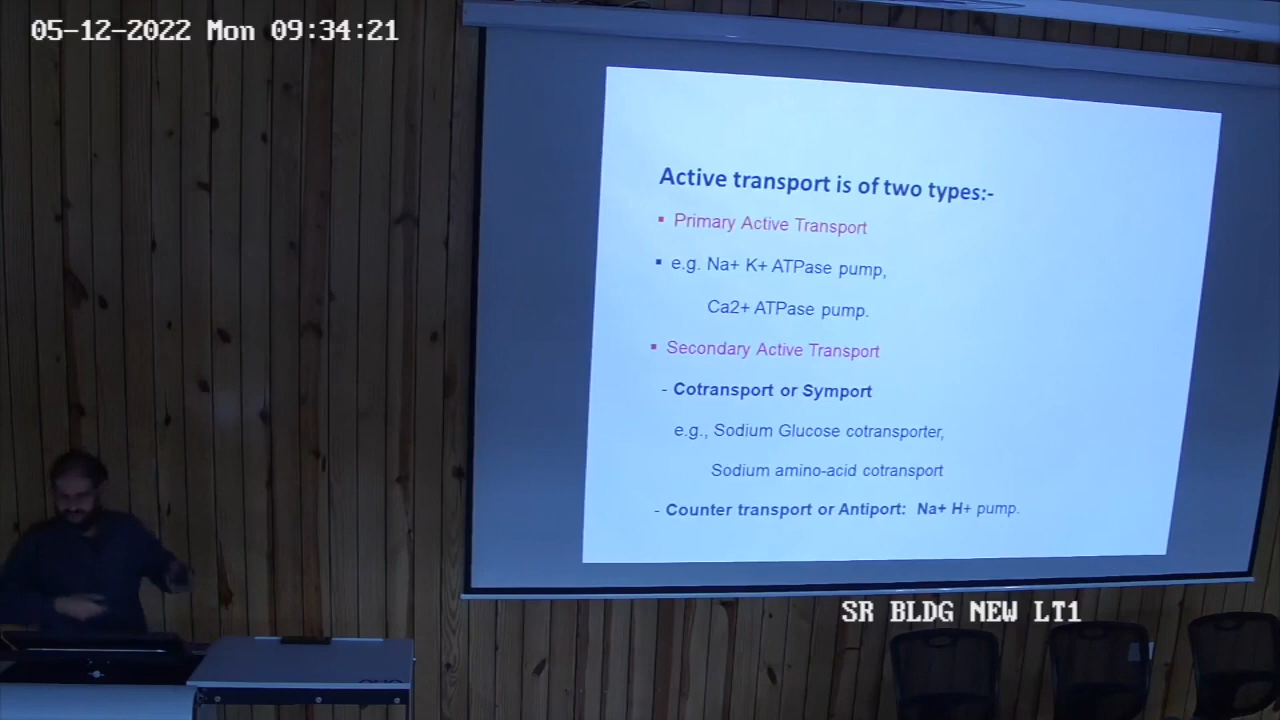 05-12-2022 Mon 09:34:21
Active transport is of two types:-
▪ Primary Active Transport
▪ e.g. Na+ K+ ATPase pump,
Ca2+ ATPase pump.
▪ Secondary Active Transport
- Cotransport or Symport
e.g., Sodium Glucose cotransporter,
Sodium amino-acid cotransport
- Counter transport or Antiport: Na+ H+ pump.
SR BLDG NEW LT1